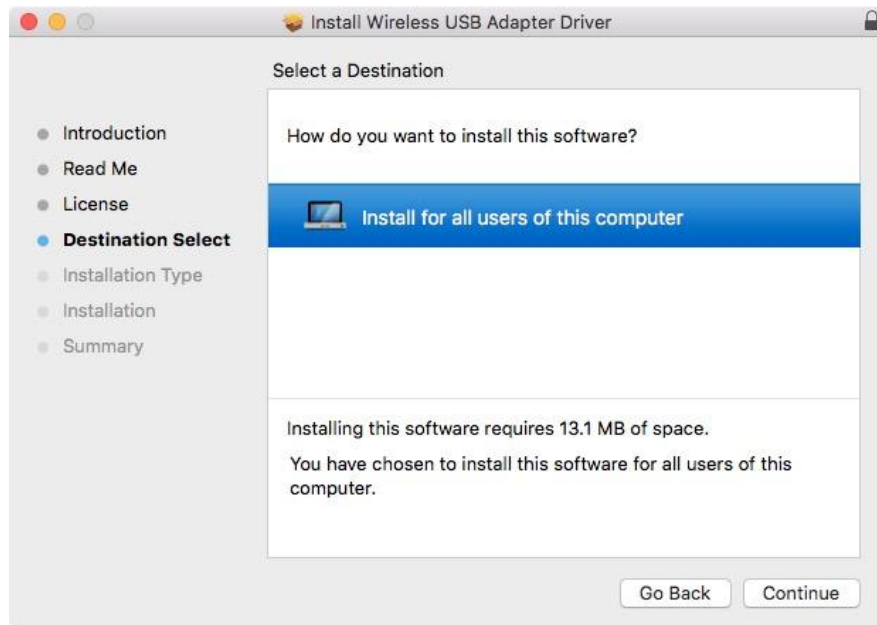 Install Wireless USB Adapter Driver
Select a Destination
Introduction
Read Me
License
Destination Select
Installation Type
Installation
Summary
How do you want to install this software?
Install for all users of this computer
Installing this software requires 13.1 MB of space.
You have chosen to install this software for all users of this
computer.
Go Back
Continue